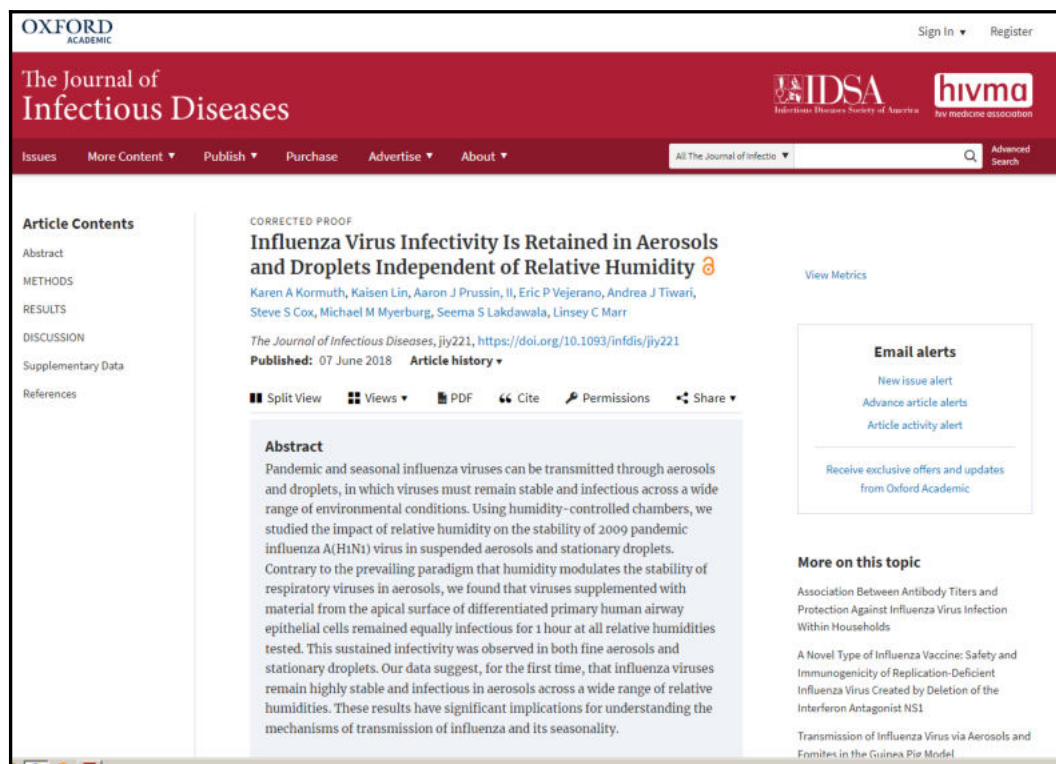 OXFORD
ACADEMIC
Sign In ▾ Register
The Journal of
Infectious Diseases
IDSA
Infectious Diseases Society of America
hivma
hiv medicine association
Issues More Content ▼ Publish ▼ Purchase Advertise ▼ About ▼
All The Journal of Infectio ▼
Advanced
Search
Article Contents
Abstract
METHODS
RESULTS
DISCUSSION
Supplementary Data
References
CORRECTED PROOF
Influenza Virus Infectivity Is Retained in Aerosols
and Droplets Independent of Relative Humidity
Karen A Kormuth, Kaisen Lin, Aaron J Prussin, II, Eric P Vejerano, Andrea J Tiwari,
Steve S Cox, Michael M Myerburg, Seema S Lakdawala, Linsey C Marr
The Journal of Infectious Diseases, jiy221, https://doi.org/10.1093/infdis/jiy221
Published: 07 June 2018 Article history ▾
Split View Views ▾ PDF Cite Permissions Share ▾
Abstract
Pandemic and seasonal influenza viruses can be transmitted through aerosols
and droplets, in which viruses must remain stable and infectious across a wide
range of environmental conditions. Using humidity-controlled chambers, we
studied the impact of relative humidity on the stability of 2009 pandemic
influenza A(H1N1) virus in suspended aerosols and stationary droplets.
Contrary to the prevailing paradigm that humidity modulates the stability of
respiratory viruses in aerosols, we found that viruses supplemented with
material from the apical surface of differentiated primary human airway
epithelial cells remained equally infectious for 1 hour at all relative humidities
tested. This sustained infectivity was observed in both fine aerosols and
stationary droplets. Our data suggest, for the first time, that influenza viruses
remain highly stable and infectious in aerosols across a wide range of relative
humidities. These results have significant implications for understanding the
mechanisms of transmission of influenza and its seasonality.
View Metrics
Email alerts
New issue alert
Advance article alerts
Article activity alert
Receive exclusive offers and updates
from Oxford Academic
More on this topic
Association Between Antibody Titers and
Protection Against Influenza Virus Infection
Within Households
A Novel Type of Influenza Vaccine: Safety and
Immunogenicity of Replication-Deficient
Influenza Virus Created by Deletion of the
Interferon Antagonist NS1
Transmission of Influenza Virus via Aerosols and
Fomites in the Guinea Pig Model